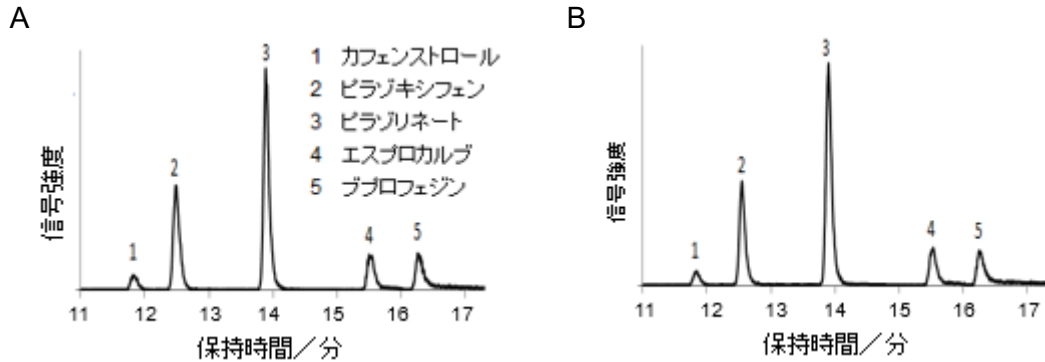 A
信号強度
3
1 カフェンストロール
2 ピラゾキシフェン
3 ピラゾリネート
4 エスプロカルブ
5 ブプロフェジン
2
1
4
5
11 12 13 14 15 16 17
保持時間／分
B
信号強度
3
2
1
4
5
11 12 13 14 15 16 17
保持時間／分